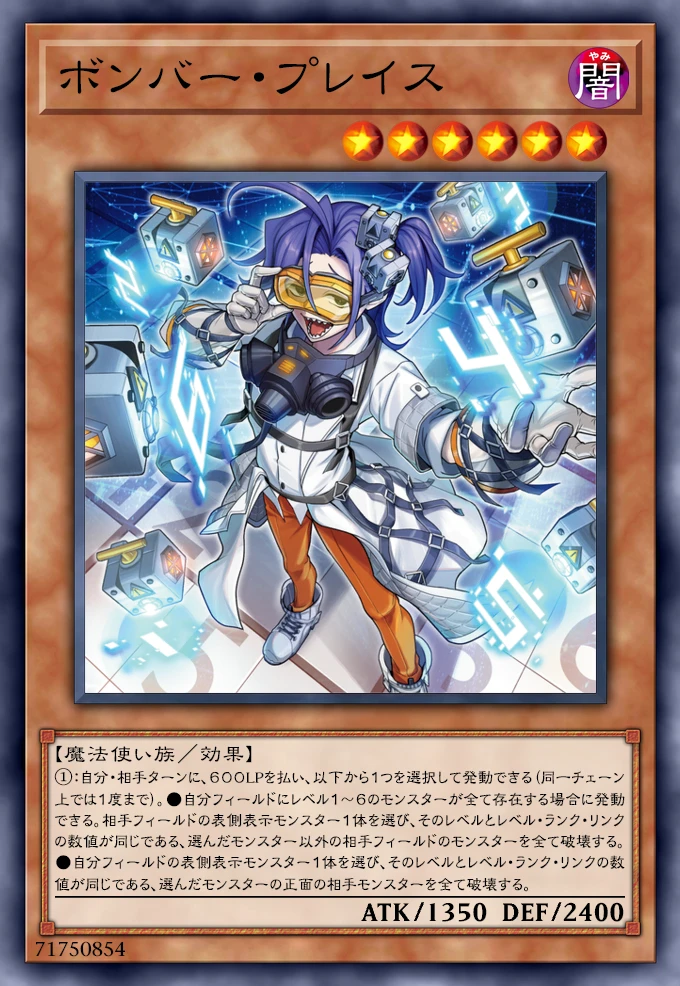 ボンバー・プレイス
やみ
闇
4
5
【魔法使い族／効果】
①：自分・相手ターンに、600LPを払い、以下から1つを選択して発動できる（同一チェーン
上では1度まで）。●自分フィールドにレベル1～6のモンスターが全て存在する場合に発動
できる。相手フィールドの表側表示モンスター1体を選び、そのレベルとレベル・ランク・リンク
の数値が同じである、選んだモンスター以外の相手フィールドのモンスターを全て破壊する。
●自分フィールドの表側表示モンスター1体を選び、そのレベルとレベル・ランク・リンクの数
値が同じである、選んだモンスターの正面の相手モンスターを全て破壊する。
ATK/1350 DEF/2400
71750854